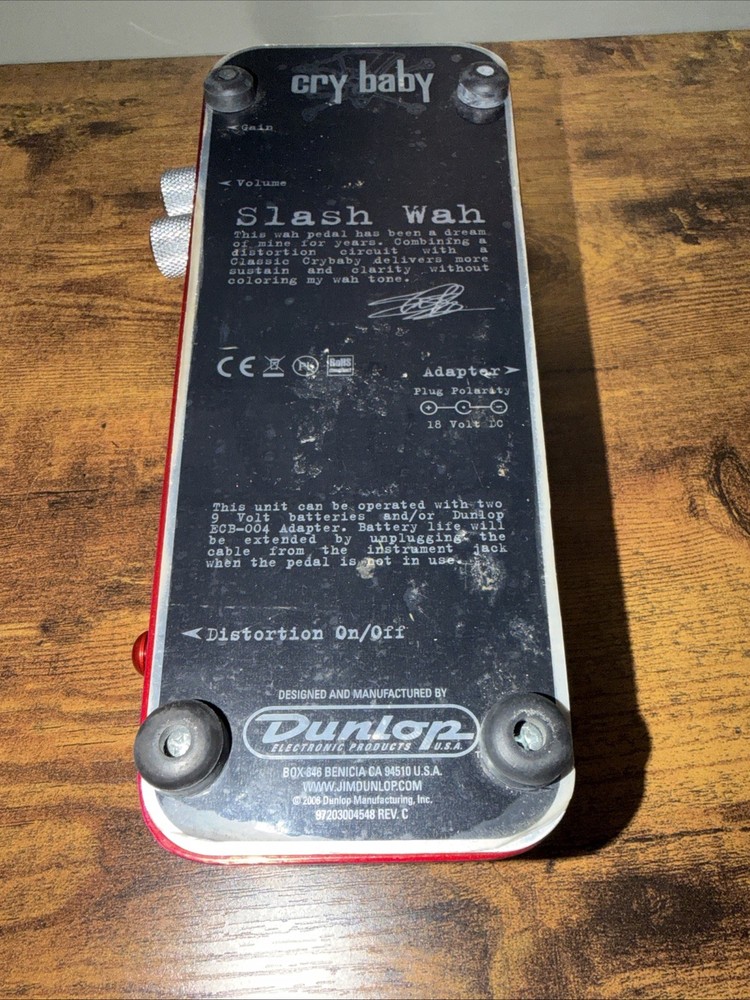 cry baby
Gain
Volume
Slash Wah
This wah pedal has been a dream
of mine for years. Combining a
distortion circuit with a
Classic Crybaby delivers more
sustain and clarity without
coloring my wah tone.
CE
Pb
RoHS
compliant
Adapter
Plug Polarity
+ • -
18 Volt DC
This unit can be operated with two
9 Volt batteries and/or Dunlop
ECB-004 Adapter. Battery life will
be extended by unplugging the
cable from the instrument jack
when the pedal is not in use.
Distortion On/Off
DESIGNED AND MANUFACTURED BY
Dunlop
ELECTRONIC PRODUCTS U.S.A.
BOX 846 BENICIA CA 94510 U.S.A.
WWW.JIMDUNLOP.COM
© 2006 Dunlop Manufacturing, Inc.
97203004548 REV. C